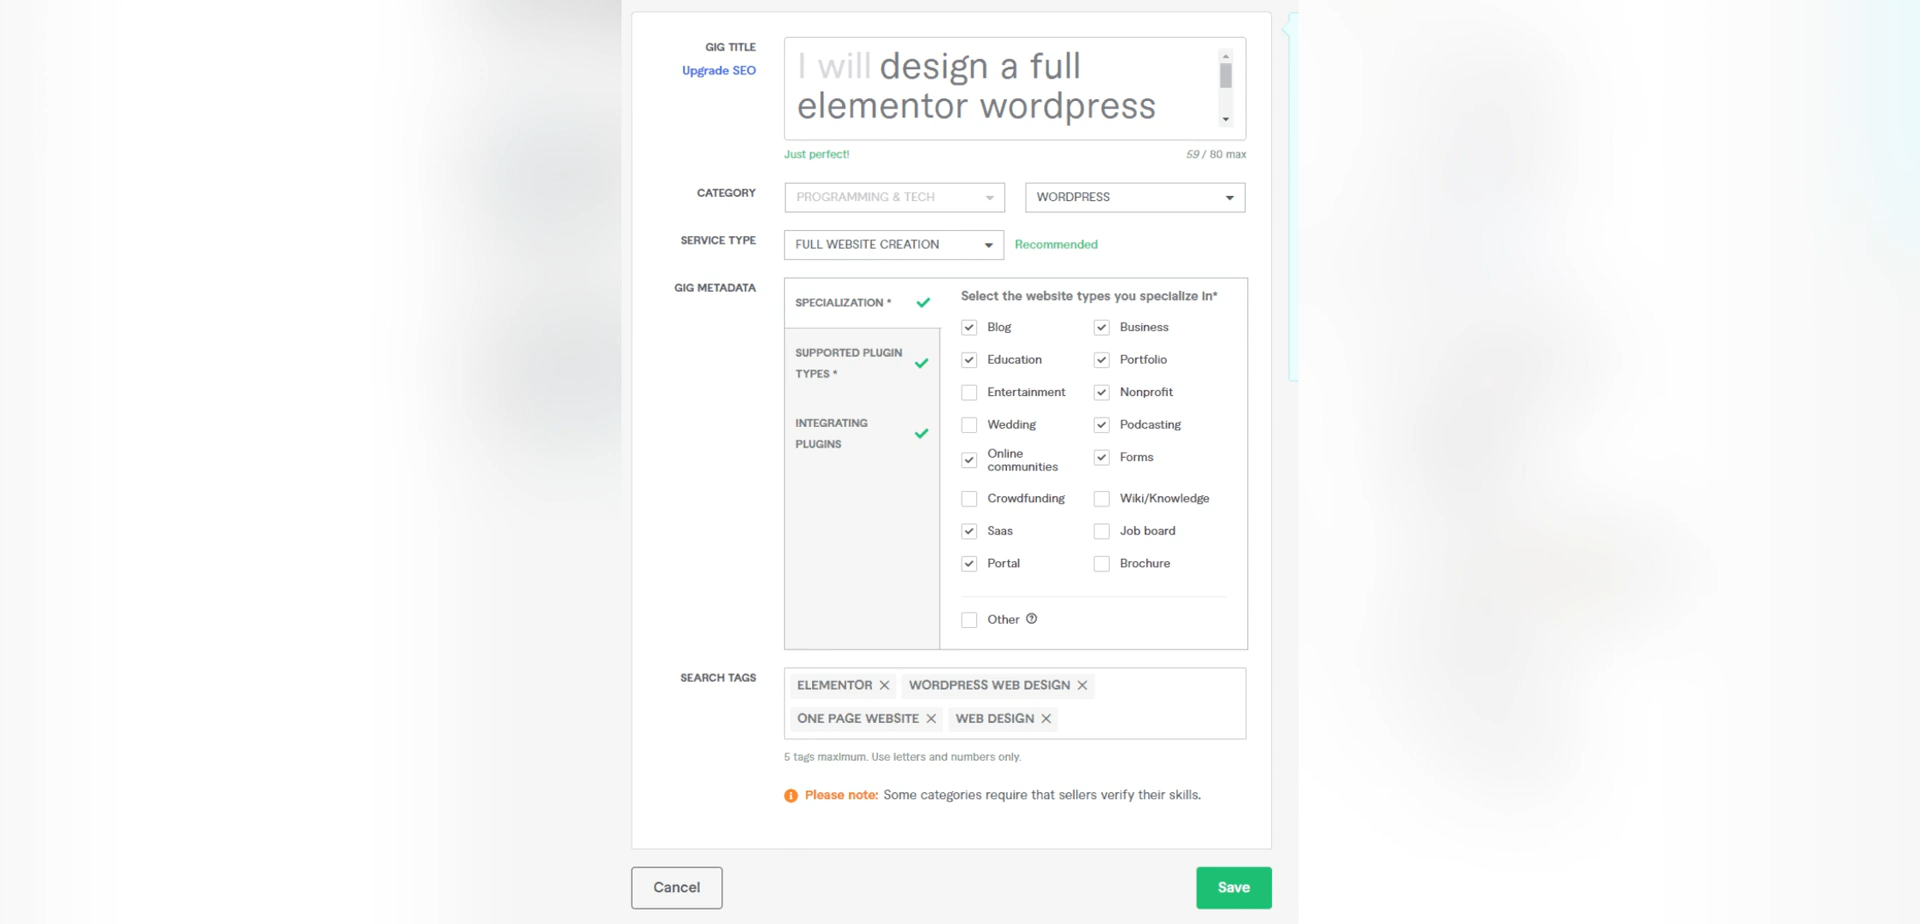 GIG TITLE
Upgrade SEO
I will design a full
elementor wordpress
Just perfect!
59 / 80 max
CATEGORY
PROGRAMMING & TECH
WORDPRESS
SERVICE TYPE
FULL WEBSITE CREATION
Recommended
GIG METADATA
SPECIALIZATION *
SUPPORTED PLUGIN
TYPES *
INTEGRATING
PLUGINS
Select the website types you specialize in*
Blog
Business
Education
Portfolio
Entertainment
Nonprofit
Wedding
Podcasting
Online
communities
Forms
Crowdfunding
Wiki/Knowledge
Saas
Job board
Portal
Brochure
Other
SEARCH TAGS
ELEMENTOR
WORDPRESS WEB DESIGN
ONE PAGE WEBSITE
WEB DESIGN
5 tags maximum. Use letters and numbers only.
Please note: Some categories require that sellers verify their skills.
Cancel
Save